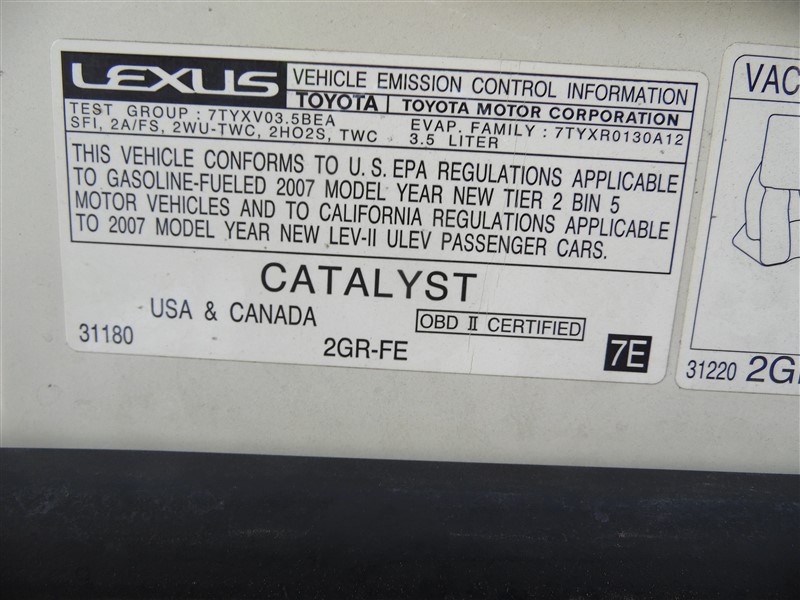 LEXUS VEHICLE EMISSION CONTROL INFORMATION
TOYOTA TOYOTA MOTOR CORPORATION
TEST GROUP : 7TYXV03.5BEA EVAP. FAMILY : 7TYXR0130A12
SFI, 2A/FS, 2WU-TWC, 2HO2S, TWC 3.5 LITER
THIS VEHICLE CONFORMS TO U.S. EPA REGULATIONS APPLICABLE
TO GASOLINE-FUELED 2007 MODEL YEAR NEW TIER 2 BIN 5
MOTOR VEHICLES AND TO CALIFORNIA REGULATIONS APPLICABLE
TO 2007 MODEL YEAR NEW LEV-II ULEV PASSENGER CARS.
CATALYST
USA & CANADA OBD II CERTIFIED
31180 2GR-FE 7E
VAC
31220